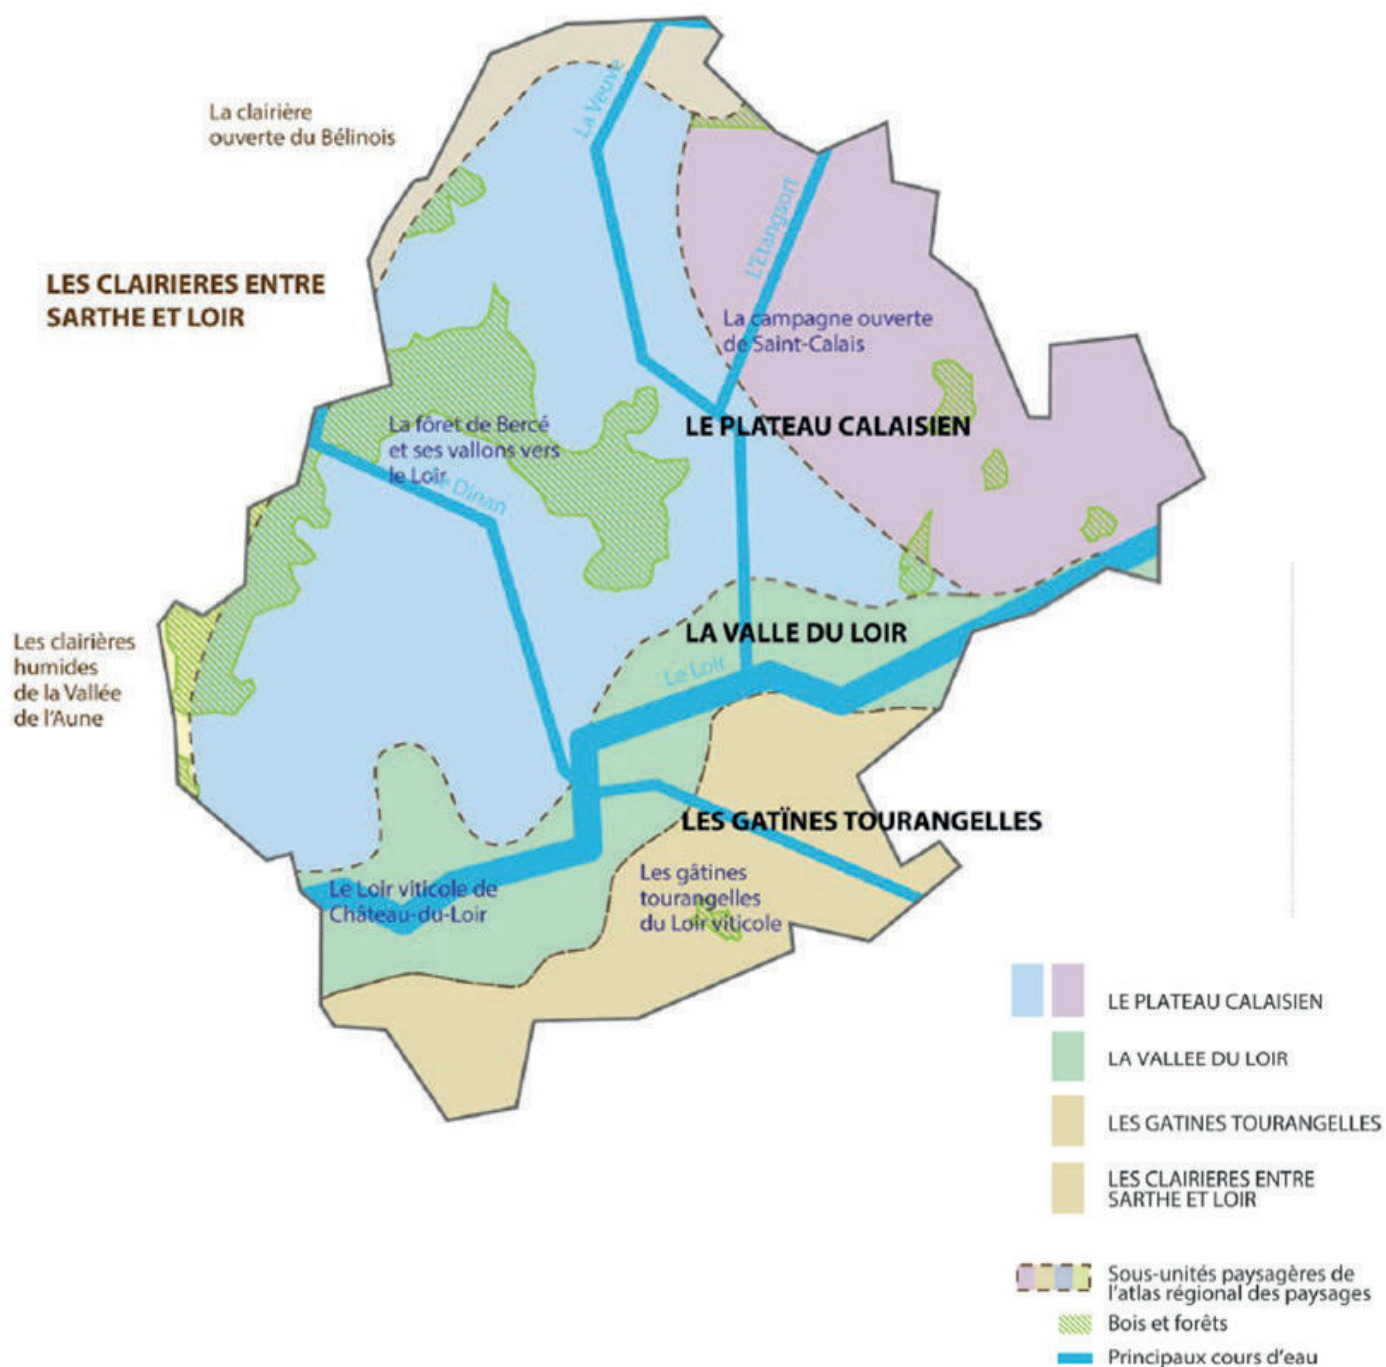 La Veuve
La clairière
ouverte du Bélinois
L'Etangsort
LES CLAIRIERES ENTRE
SARTHE ET LOIR
La campagne ouverte
de Saint-Calais
La fôret de Bercé
et ses vallons vers
le Loir
Le Dinan
LE PLATEAU CALAISIEN
Les clairières
humides
de la Vallée
de l'Aune
LA VALLE DU LOIR
Le Loir
LES GATÏNES TOURANGELLES
Le Loir viticole de
Château-du-Loir
Les gâtines
tourangelles
du Loir viticole
LE PLATEAU CALAISIEN
LA VALLEE DU LOIR
LES GATINES TOURANGELLES
LES CLAIRIERES ENTRE
SARTHE ET LOIR
Sous-unités paysagères de
l'atlas régional des paysages
Bois et forêts
Principaux cours d'eau